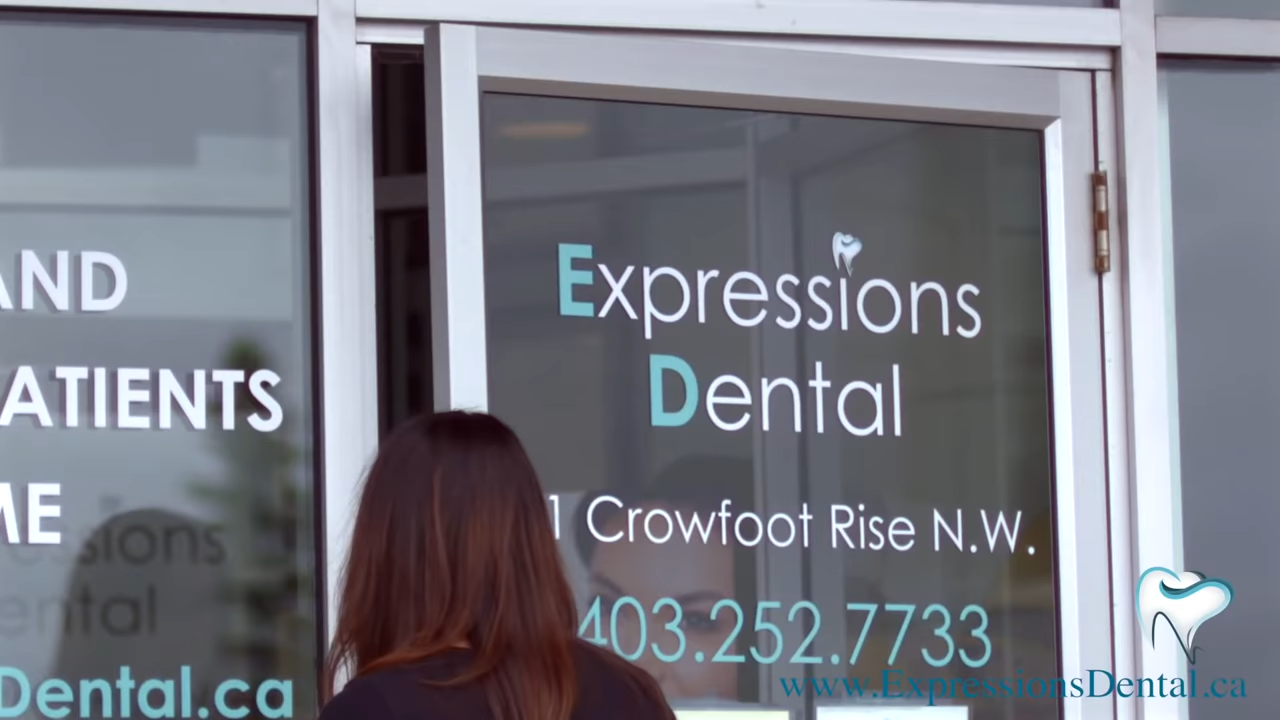 AND
ATIENTS
ME
Dental.ca
Expressions
Dental
1 Crowfoot Rise N.W.
403.252.7733
www.ExpressionsDental.ca